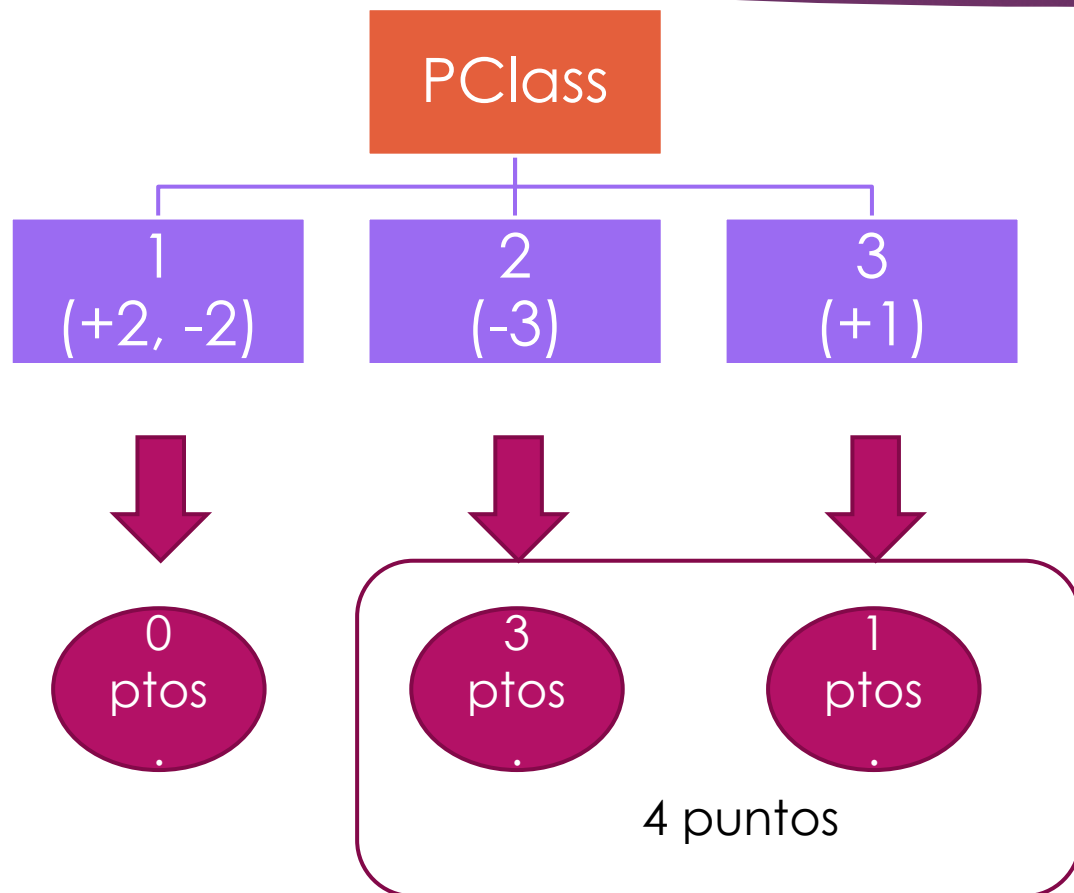 PClass
1
(+2, -2)
2
(-3)
3
(+1)
0
ptos
.
3
ptos
.
1
ptos
.
4 puntos